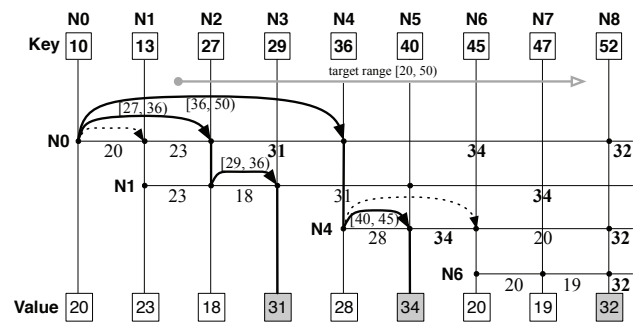 N0 N1 N2 N3 N4 N5 N6 N7 N8
Key 10 13 27 29 36 40 45 47 52
target range [20, 50)
[27, 36) [36, 50)
N0 20 23 31 34 32
[29, 36)
N1 23 18 31 34
[40, 45)
N4 28 34 20 32
N6 20 19 32
Value 20 23 18 31 28 34 20 19 32